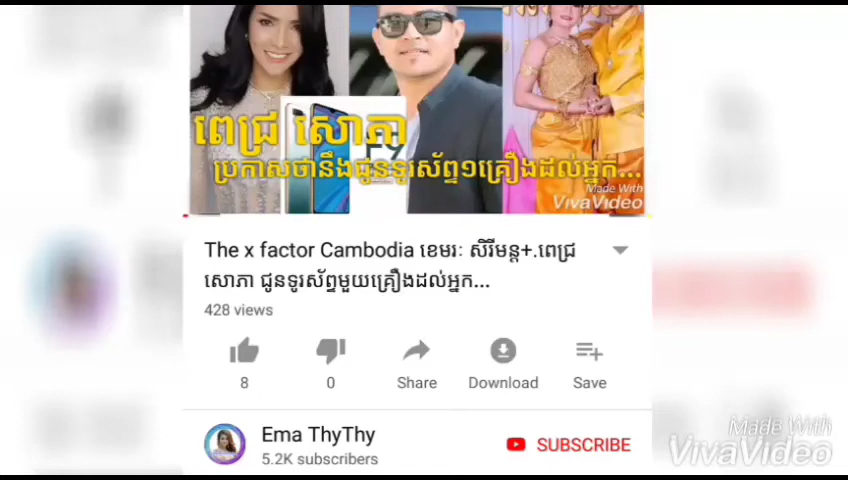 ពេជ្រ សោភា
F9
ប្រកាសថានឹងជូនទូរស័ព្ទ១គ្រឿងដល់អ្នក...
Made With
VivaVideo
The x factor Cambodia ខេមរៈ សិរីមន្ត+.ពេជ្រ
សោភា ជូនទូរស័ព្ទមួយគ្រឿងដល់អ្នក...
428 views
8
0
Share
Download
Save
Ema ThyThy
5.2K subscribers
SUBSCRIBE
Made With
VivaVideo